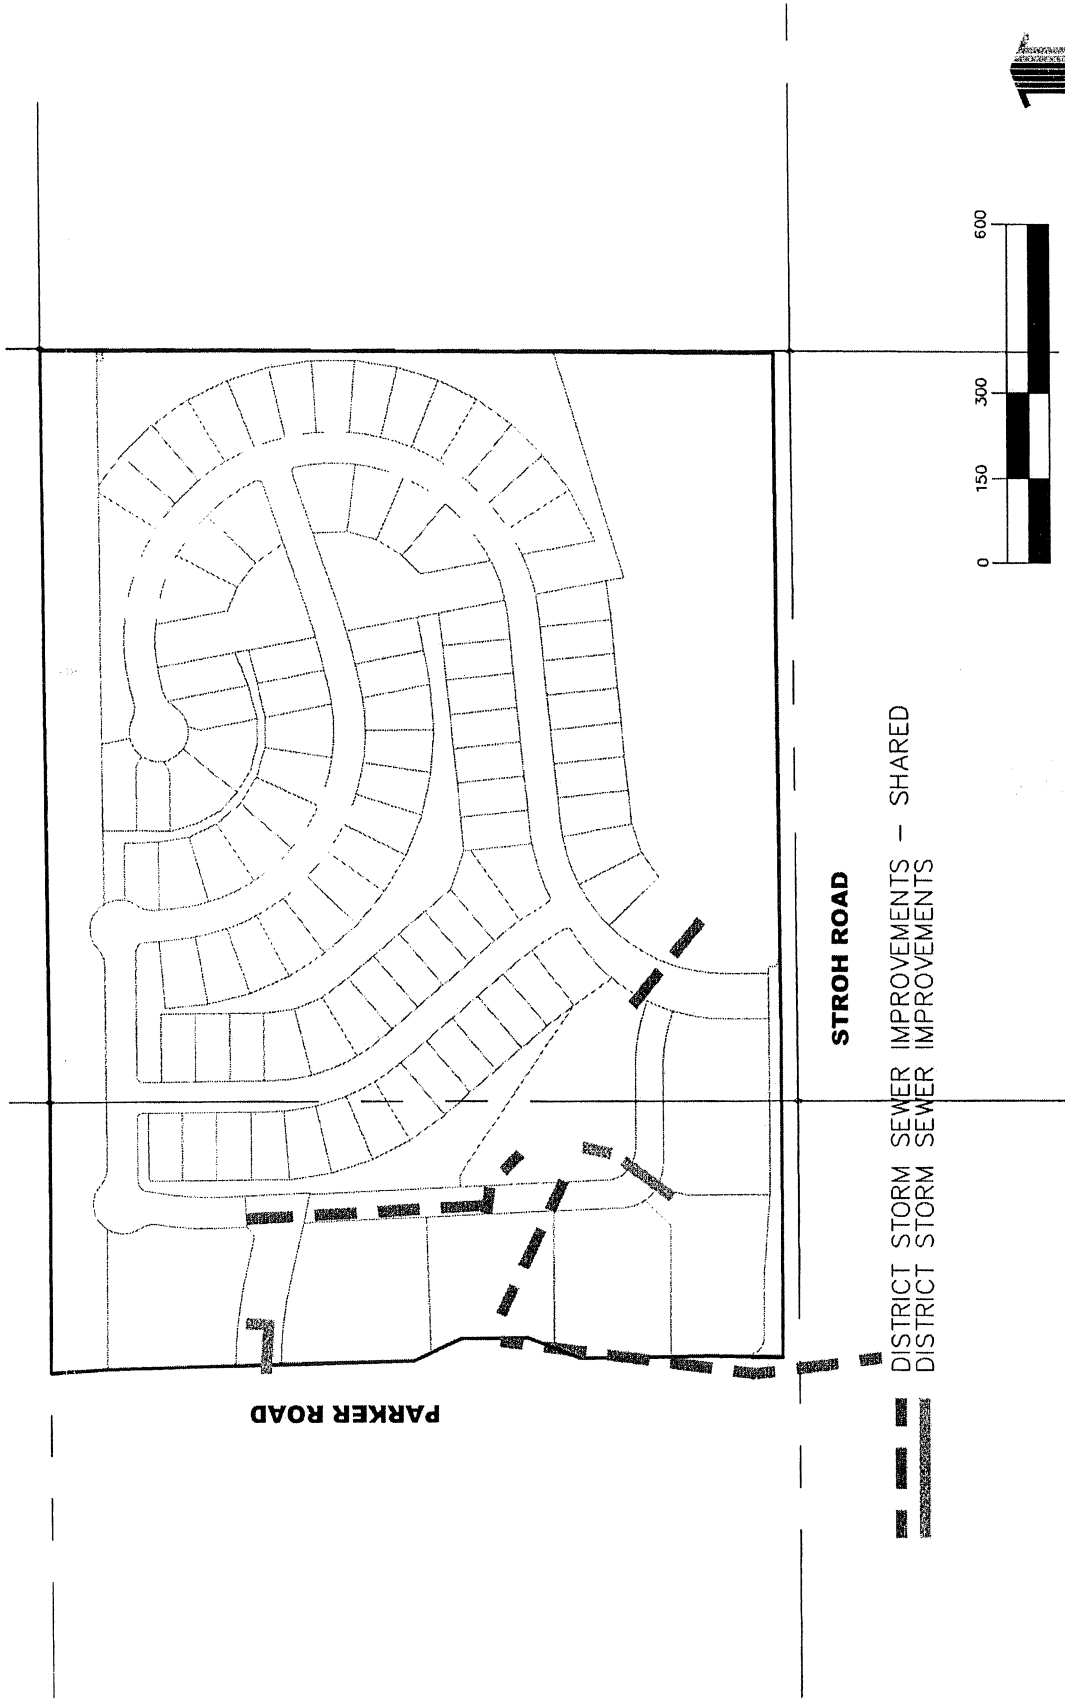 PARKER ROAD
STROH ROAD
DISTRICT STORM SEWER IMPROVEMENTS – SHARED
DISTRICT STORM SEWER IMPROVEMENTS
0 150 300 600